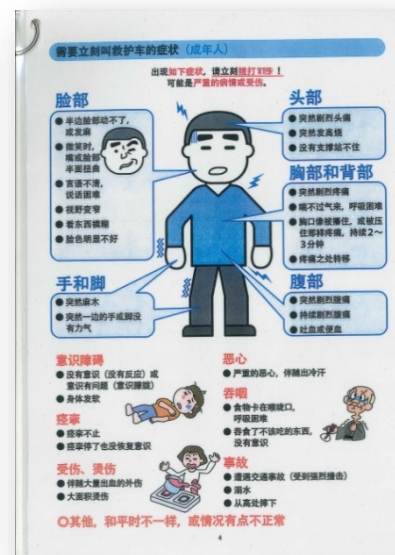 需要立刻叫救护车的症状（成年人）
出现如下症状，请立刻拨打119！
可能是严重的病情或受伤。
脸部
● 半边脸部动不了，
或发麻
● 微笑时，
嘴或脸部
半面扭曲
● 言语不清，
说话困难
● 视野变窄
● 看东西模糊
● 脸色明显不好
头部
● 突然剧烈头痛
● 突然发高烧
● 没有支撑站不住
胸部和背部
● 突然剧烈疼痛
● 喘不过气来，呼吸困难
● 胸口像被箍住，或被压
住那样疼痛，持续2～
3分钟
● 疼痛之处转移
手和脚
● 突然麻木
● 突然一边的手或脚没
有力气
腹部
● 突然剧烈腹痛
● 持续剧烈腹痛
● 吐血或便血
意识障碍
● 没有意识（没有反应）或
意识有问题（意识朦胧）
● 身体发软
痉挛
● 痉挛不止
● 痉挛停了也没恢复意识
受伤、烫伤
● 伴随大量出血的外伤
● 大面积烫伤
恶心
● 严重的恶心，伴随出冷汗
吞咽
● 食物卡在喉咙口，
呼吸困难
● 吞食了不该吃的东西，
没有意识
事故
● 遭遇交通事故（受到强烈撞击）
● 溺水
● 从高处摔下
○其他，和平时不一样，或情况有点不正常
4